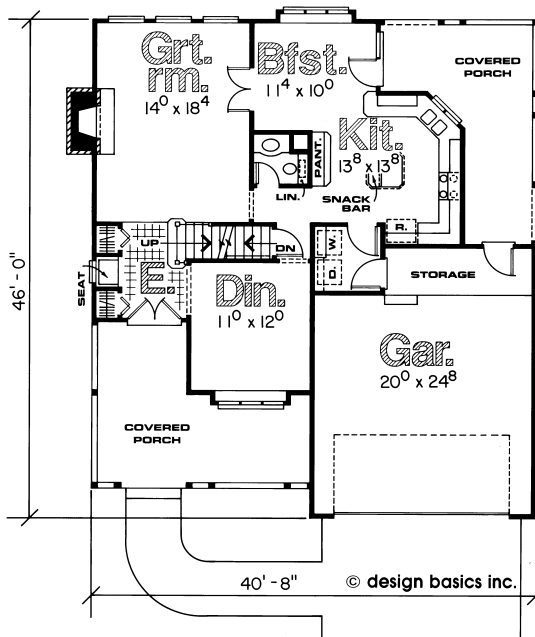 Grt.
rm.
14⁰ x 18⁴
Bfst.
11⁴ x 10⁰
COVERED
PORCH
Kit.
13⁸ x 13⁸
PANT.
LIN.
SNACK
BAR
R.
W.
D.
UP
DN
SEAT
E.
Din.
11⁰ x 12⁰
STORAGE
Gar.
20⁰ x 24⁸
COVERED
PORCH
46'-0"
40'-8"
© design basics inc.